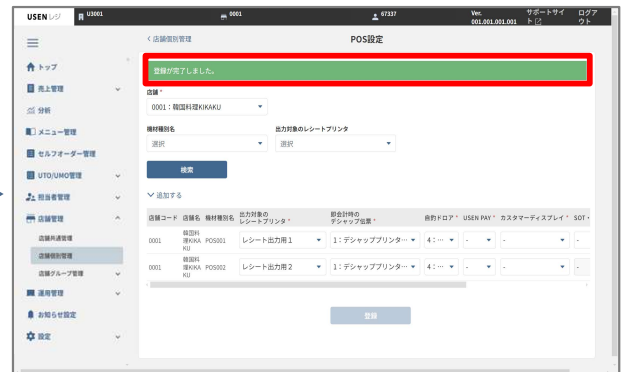 USEN レジ
U3001
0001
67337
Ver.
001.001.001.001
サポートサイ
ト
ログア
ウト
トップ
売上管理
分析
メニュー管理
セルフオーダー管理
UTO/UMO管理
担当者管理
店舗管理
店舗共通管理
店舗個別管理
店舗グループ管理
運用管理
お知らせ設定
設定
< 店舗個別管理
POS設定
登録が完了しました。
店舗 *
0001：韓国料理KIKAKU
機材種別名
選択
出力対象のレシートプリンタ
選択
検索
追加する
店舗コード 店舗名 機材種別名 出力対象の
レシートプリンタ * 即会計時の
デシャップ伝票 * 自釣ドロア * USEN PAY * カスタマーディスプレイ * SOT・
0001 韓国料
理KIKA
KU POS001 レシート出力用1 1：デシャッププリンタ… 4：… - - -
0001 韓国料
理KIKA
KU POS002 レシート出力用2 1：デシャッププリンタ… 4：… - - -
登録